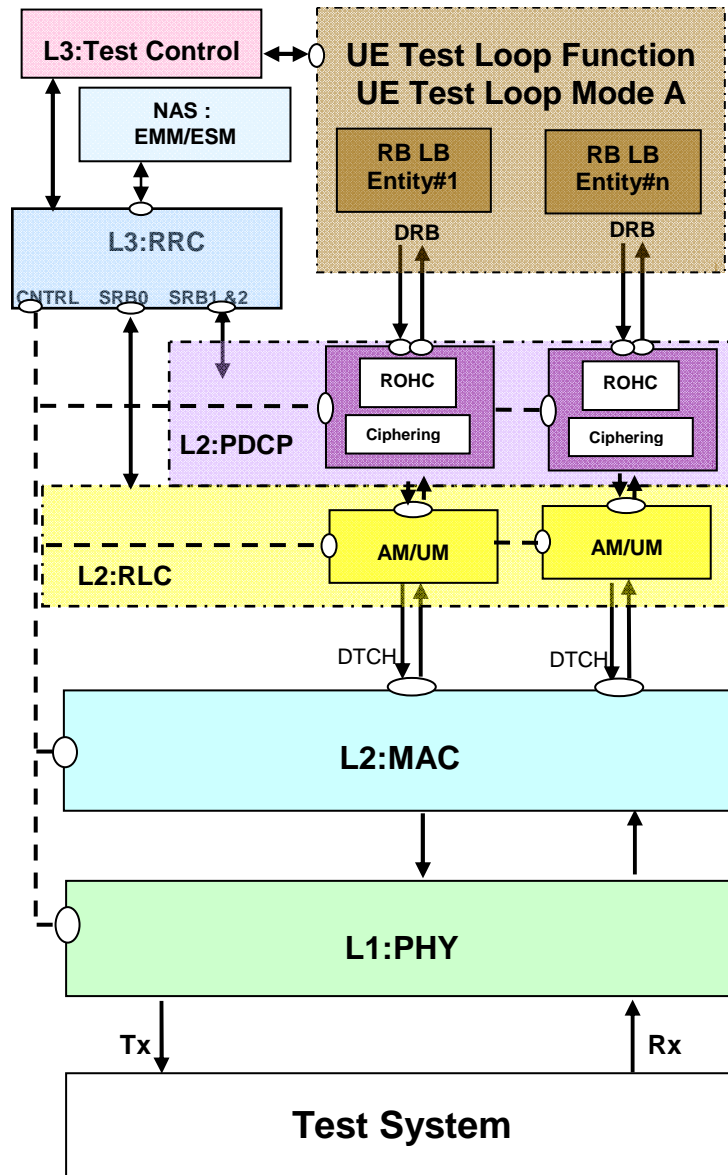 L3:Test Control
UE Test Loop Function
UE Test Loop Mode A
NAS :
EMM/ESM
RB LB
Entity#1
RB LB
Entity#n
DRB
DRB
L3:RRC
CNTRL
SRB0
SRB1 &2
ROHC
Ciphering
ROHC
Ciphering
L2:PDCP
AM/UM
AM/UM
L2:RLC
DTCH
DTCH
L2:MAC
L1:PHY
Tx
Rx
Test System